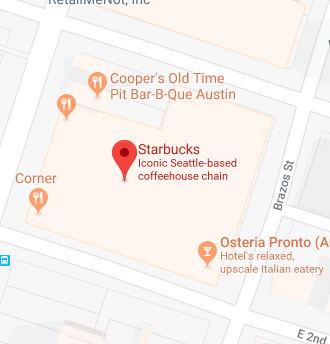 RetailMeNot, Inc
Cooper's Old Time
Pit Bar-B-Que Austin
Starbucks
Iconic Seattle-based
coffeehouse chain
Corner
Brazos St
Osteria Pronto (A
Hotel's relaxed,
upscale Italian eatery
E 2nd